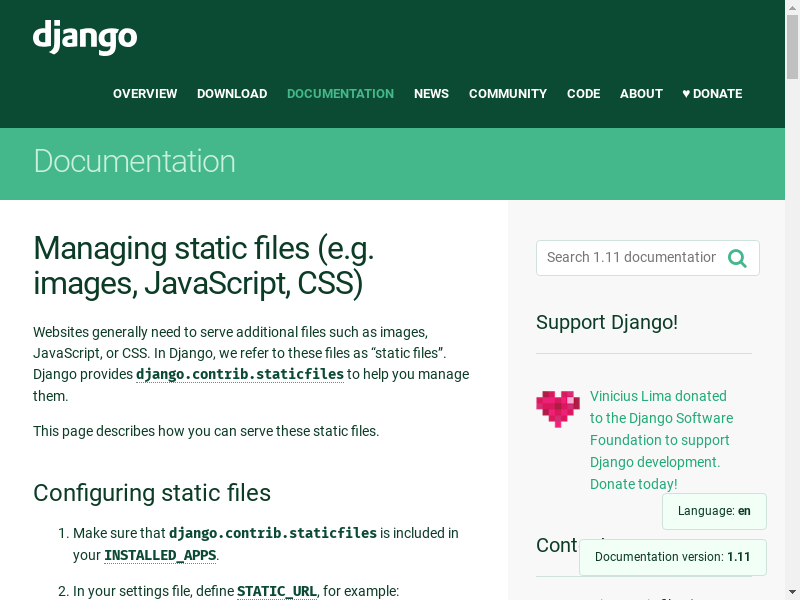 django
OVERVIEW DOWNLOAD DOCUMENTATION NEWS COMMUNITY CODE ABOUT ♥ DONATE
Documentation
Managing static files (e.g.
images, JavaScript, CSS)
Websites generally need to serve additional files such as images,
JavaScript, or CSS. In Django, we refer to these files as “static files”.
Django provides django.contrib.staticfiles to help you manage
them.
This page describes how you can serve these static files.
Configuring static files
1. Make sure that django.contrib.staticfiles is included in
your INSTALLED_APPS.
2. In your settings file, define STATIC_URL, for example:
Search 1.11 documentation
Support Django!
Vinicius Lima donated
to the Django Software
Foundation to support
Django development.
Donate today!
Language: en
Documentation version: 1.11